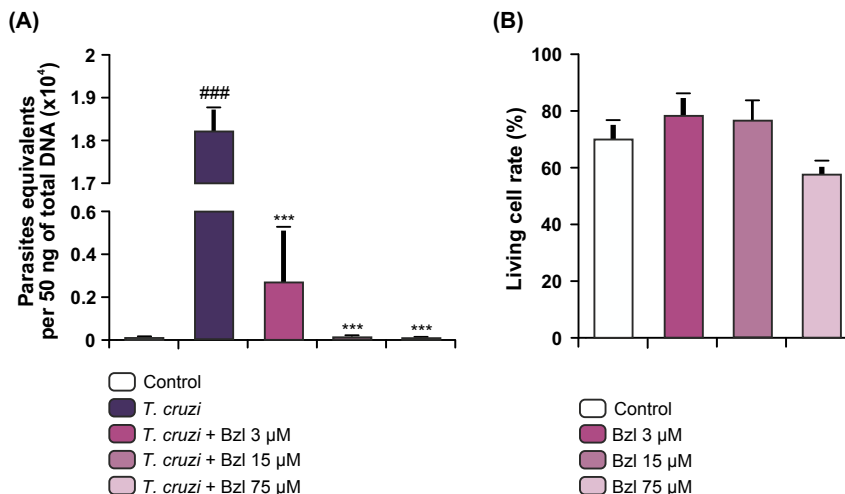 (A)
Parasites equivalents
per 50 ng of total DNA (x10⁴)
2
1.9
1.8
1.7
0.6
0.4
0.2
0
###
***
***
***
Control
T. cruzi
T. cruzi + Bzl 3 µM
T. cruzi + Bzl 15 µM
T. cruzi + Bzl 75 µM
(B)
Living cell rate (%)
100
80
60
40
20
0
Control
Bzl 3 µM
Bzl 15 µM
Bzl 75 µM